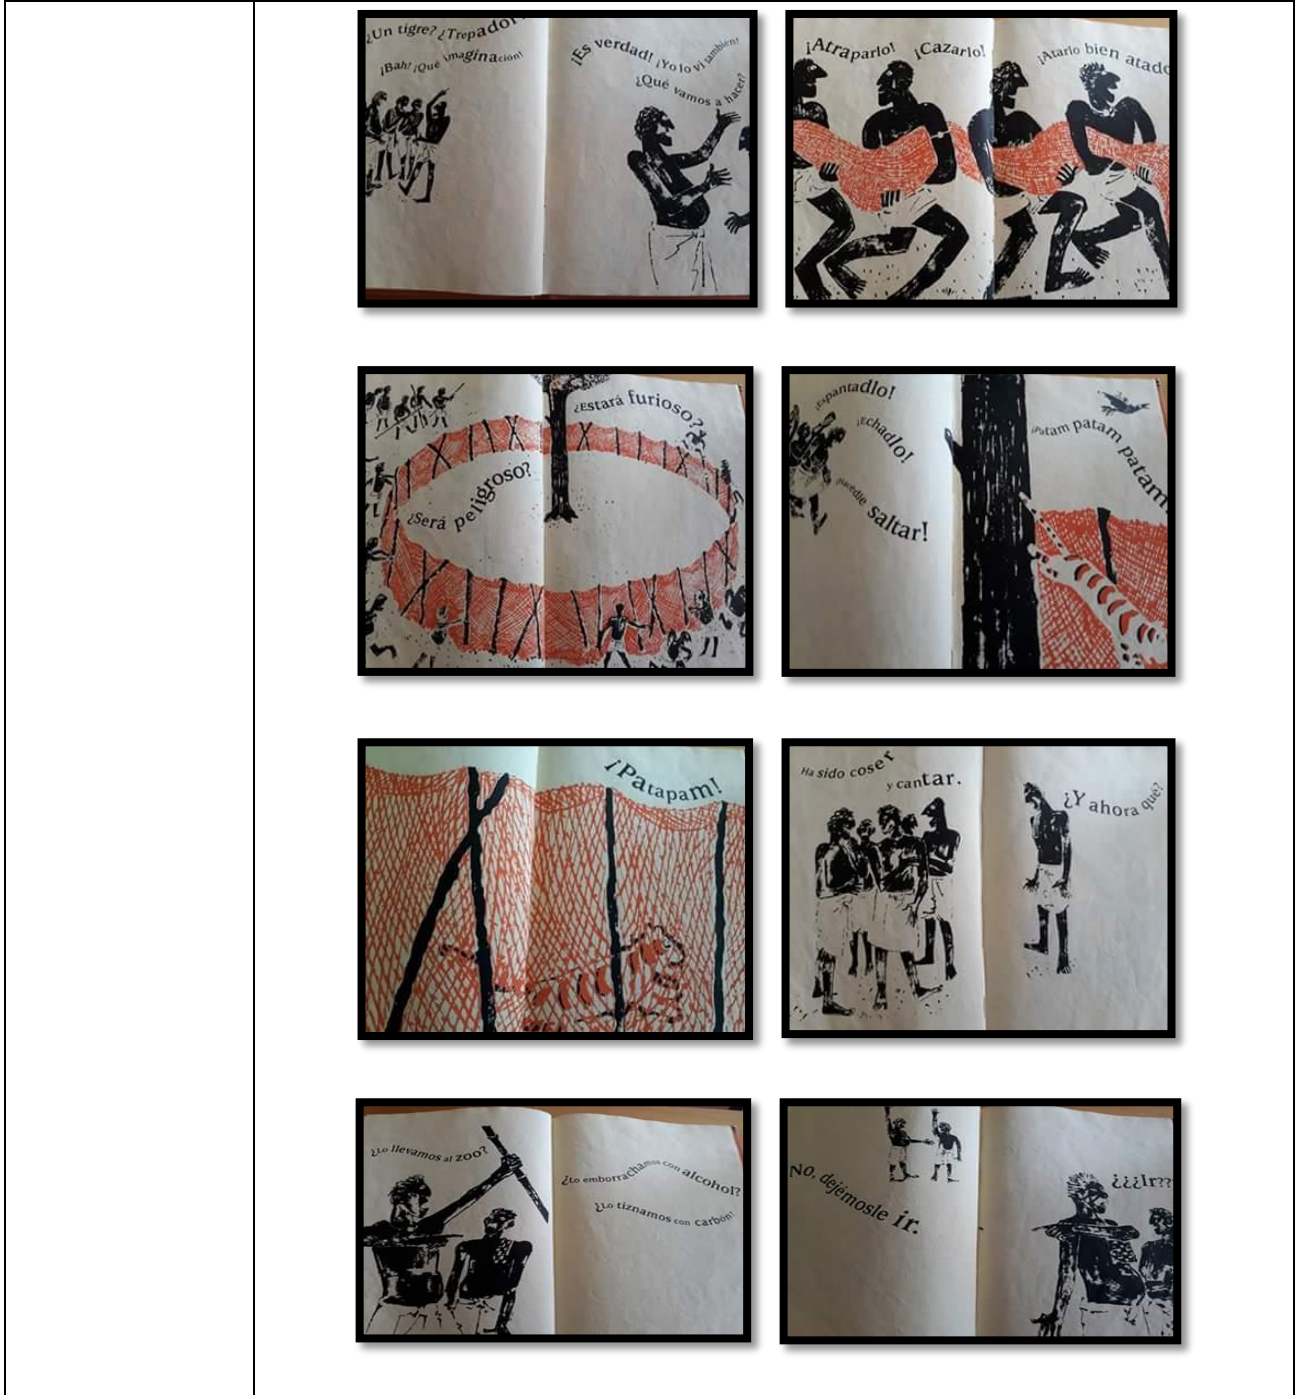 ¿Un tigre? ¿Trepador?
¡Bah! ¡Qué imaginación!
¡Es verdad! ¡Yo lo vi también!
¿Qué vamos a hacer?
¡Atraparlo! ¡Cazarlo!
¡Atarlo bien atado
¿Estará furioso?
¿Será peligroso?
¡Espantadlo!
¡Echadlo!
¡Hacedle saltar!
¡Patam patam patam
¡Patapam!
Ha sido coser
y cantar.
¿Y ahora qué?
¿Lo llevamos al zoo?
¿Lo emborrachamos con alcohol?
¿Lo tiznamos con carbón?
No, dejémosle ir.
¿¿¿Ir???